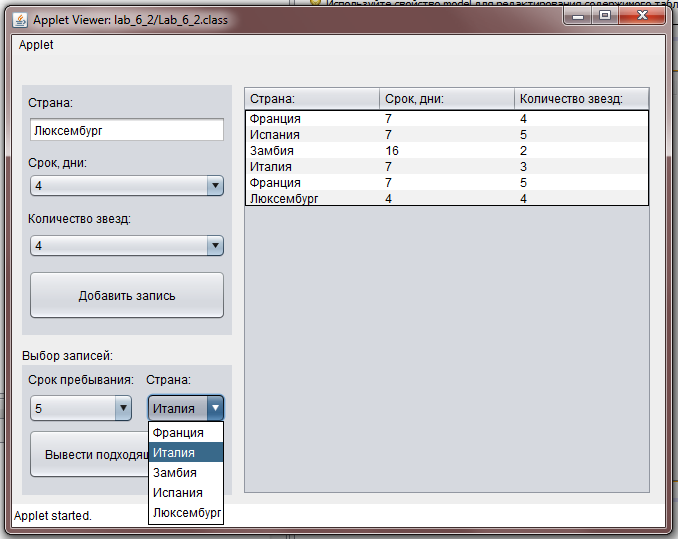 Используйте свойство model для редактирования содержимого
Applet Viewer: lab_6_2/Lab_6_2.class
Applet
Страна:
Люксембург
Срок, дни:
4
Количество звезд:
4
Добавить запись
Страна: Срок, дни: Количество звезд:
Франция 7 4
Испания 7 5
Замбия 16 2
Италия 7 3
Франция 7 5
Люксембург 4 4
Выбор записей:
Срок пребывания: Страна:
5 Италия
Вывести
Франция
Италия
Замбия
Испания
Люксембург
Applet started.